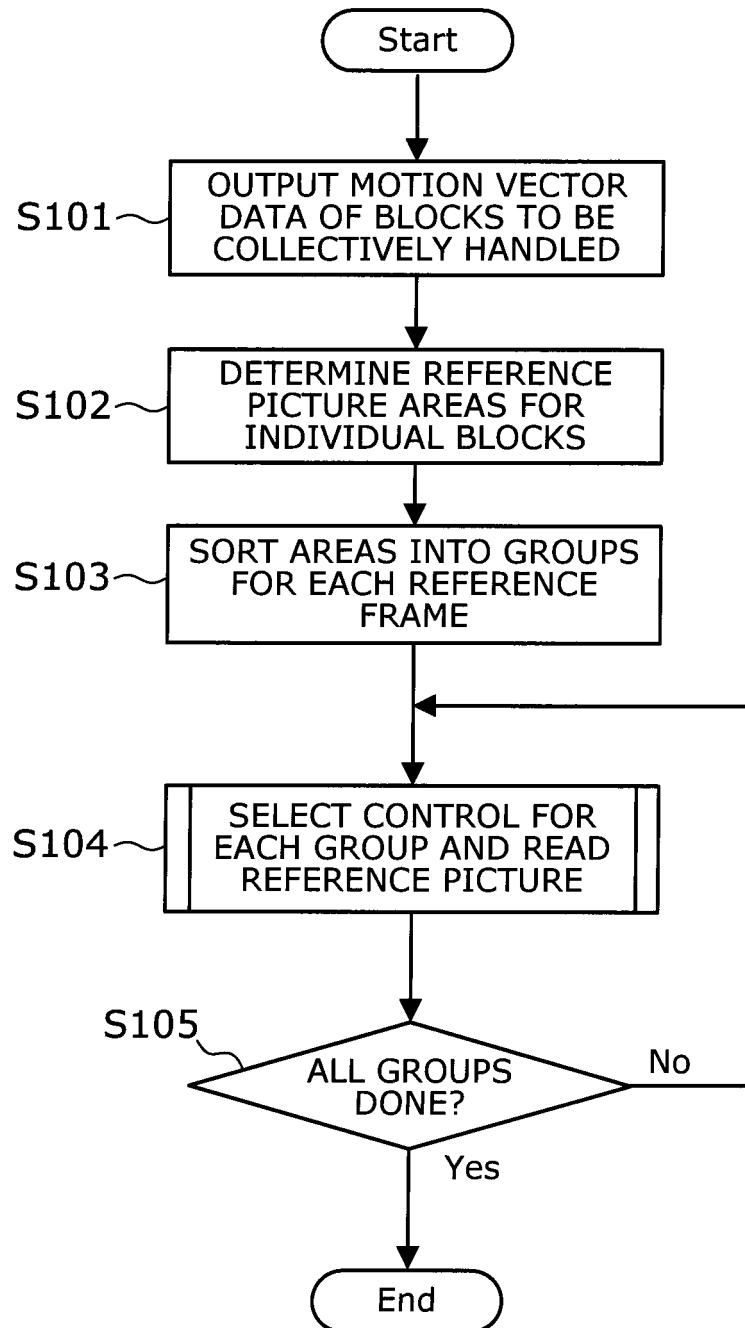 Start
S101
OUTPUT MOTION VECTOR
DATA OF BLOCKS TO BE
COLLECTIVELY HANDLED
S102
DETERMINE REFERENCE
PICTURE AREAS FOR
INDIVIDUAL BLOCKS
S103
SORT AREAS INTO GROUPS
FOR EACH REFERENCE
FRAME
S104
SELECT CONTROL FOR
EACH GROUP AND READ
REFERENCE PICTURE
S105
ALL GROUPS
DONE?
No
Yes
End